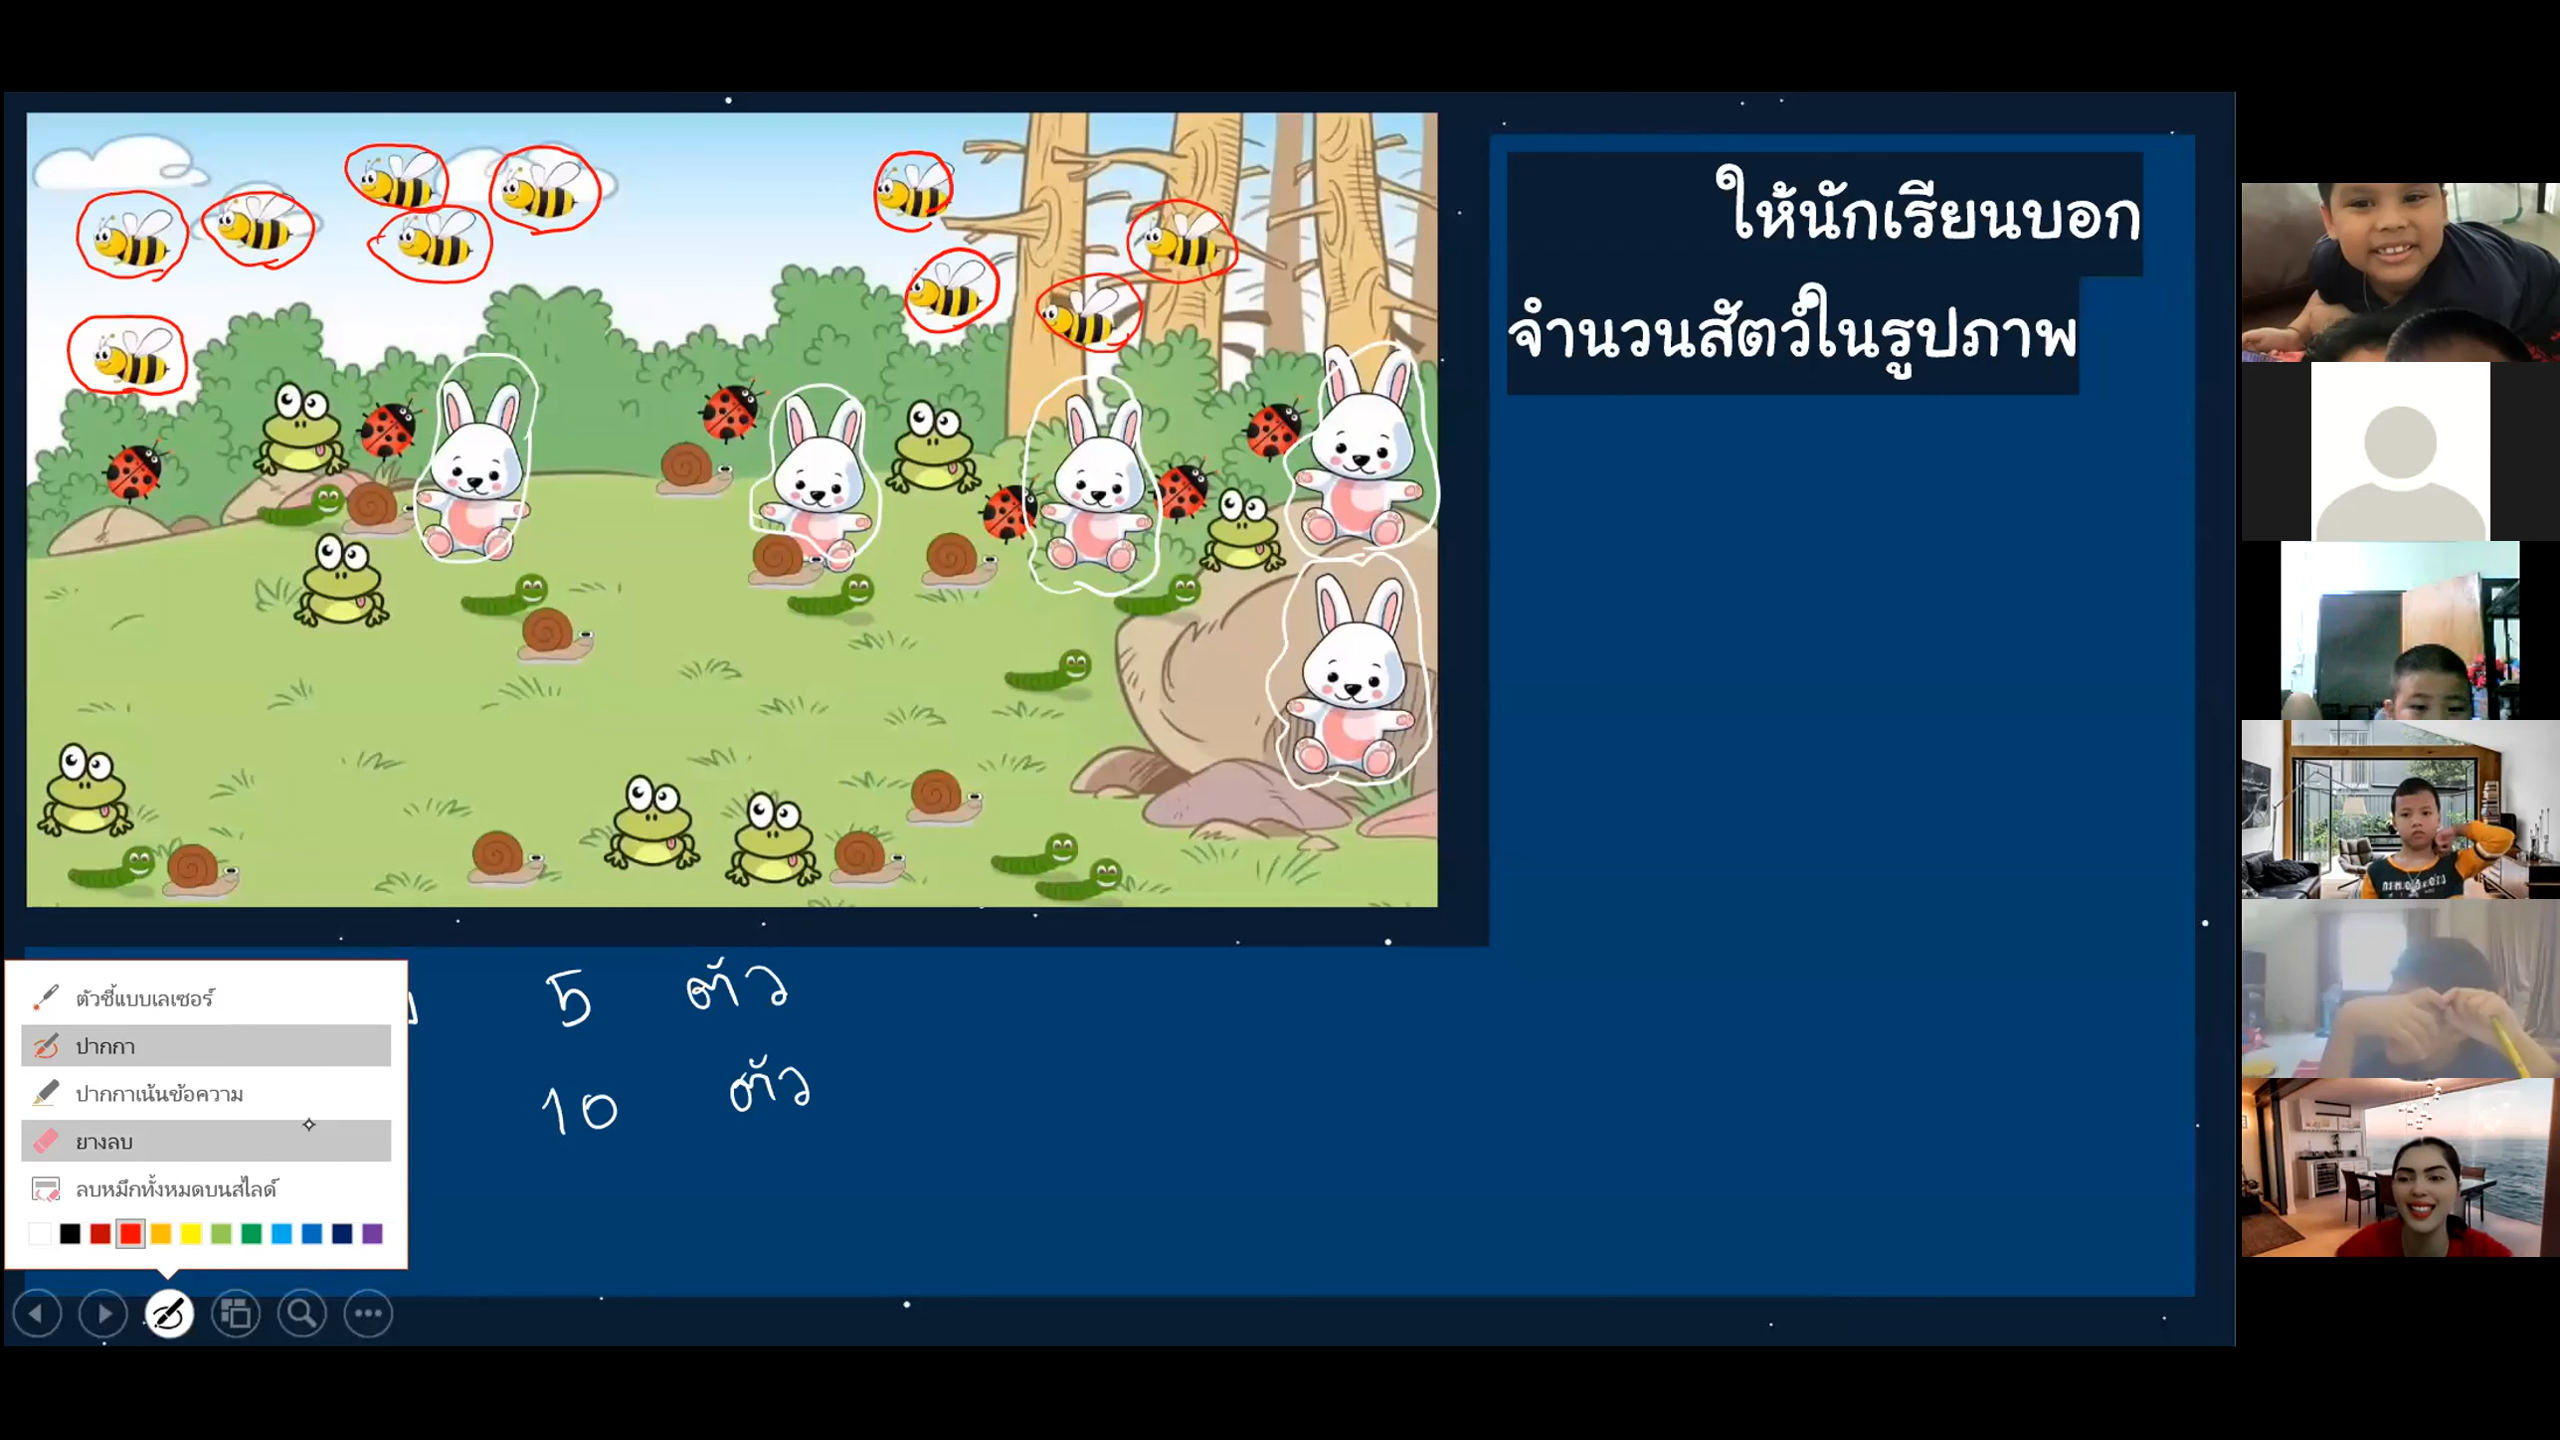 ให้นักเรียนบอก
จำนวนสัตว์ในรูปภาพ
5 ตัว
10 ตัว
ตัวชี้แบบเลเซอร์
ปากกา
ปากกาเน้นข้อความ
ยางลบ
ลบหมึกทั้งหมดบนสไลด์